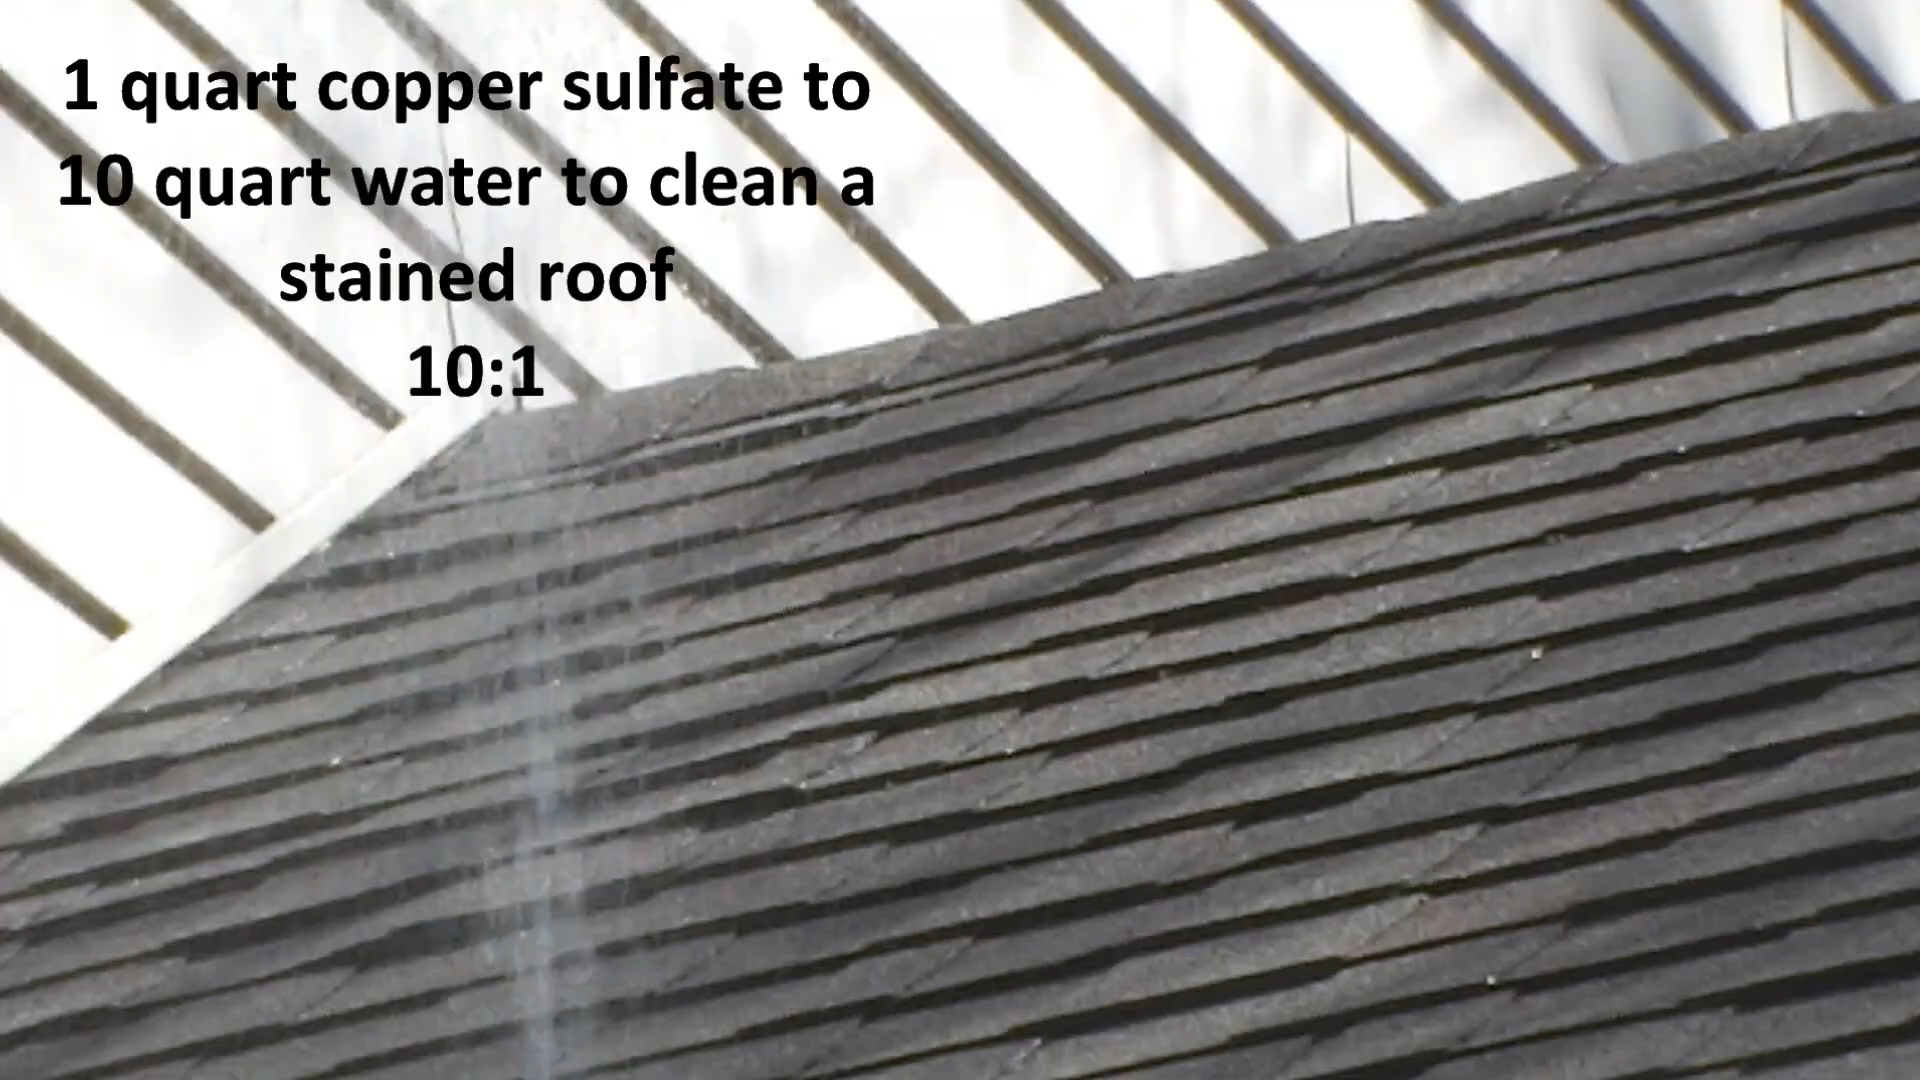 1 quart copper sulfate to
10 quart water to clean a
stained roof
10:1